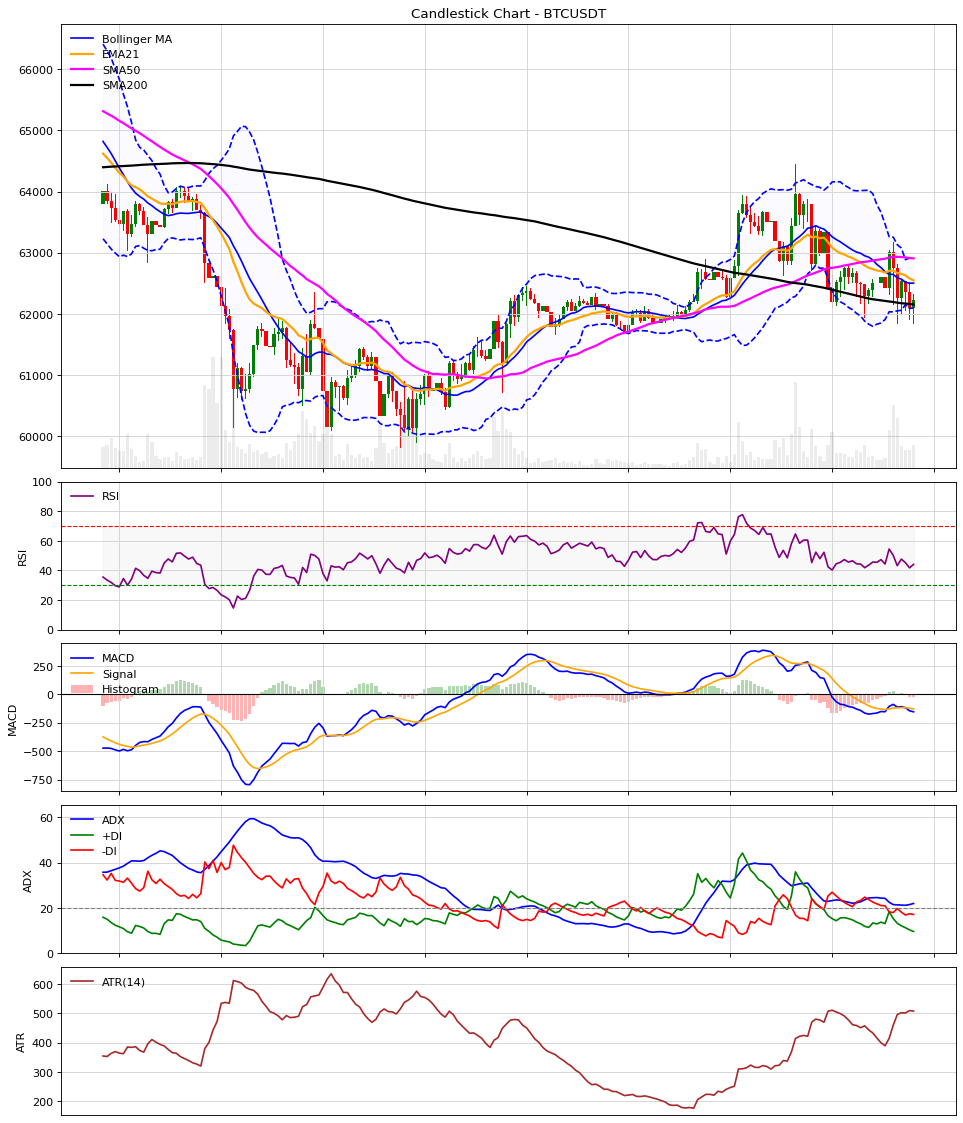 Candlestick Chart - BTCUSDT
Bollinger MA
EMA21
SMA50
SMA200
66000
65000
64000
63000
62000
61000
60000
RSI
100
80
60
40
20
0
RSI
MACD
Signal
Histogram
250
0
−250
−500
−750
MACD
ADX
+DI
-DI
60
40
20
0
ADX
ATR(14)
600
500
400
300
200
ATR